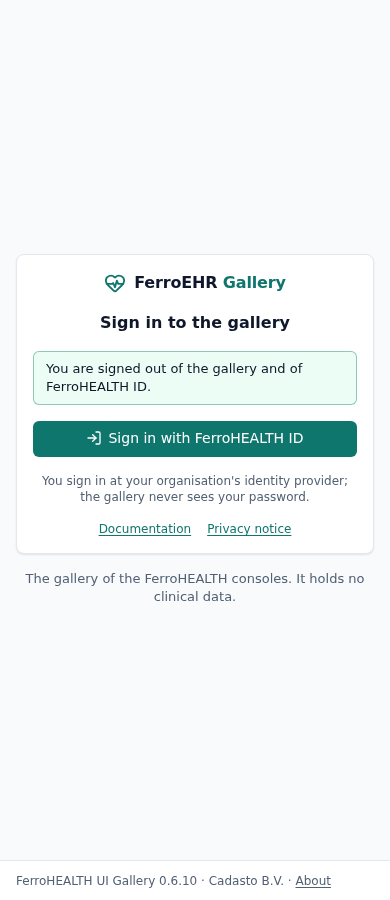 FerroEHR Gallery
Sign in to the gallery
You are signed out of the gallery and of
FerroHEALTH ID.
Sign in with FerroHEALTH ID
You sign in at your organisation's identity provider;
the gallery never sees your password.
Documentation Privacy notice
The gallery of the FerroHEALTH consoles. It holds no
clinical data.
FerroHEALTH UI Gallery 0.6.10 · Cadasto B.V. · About